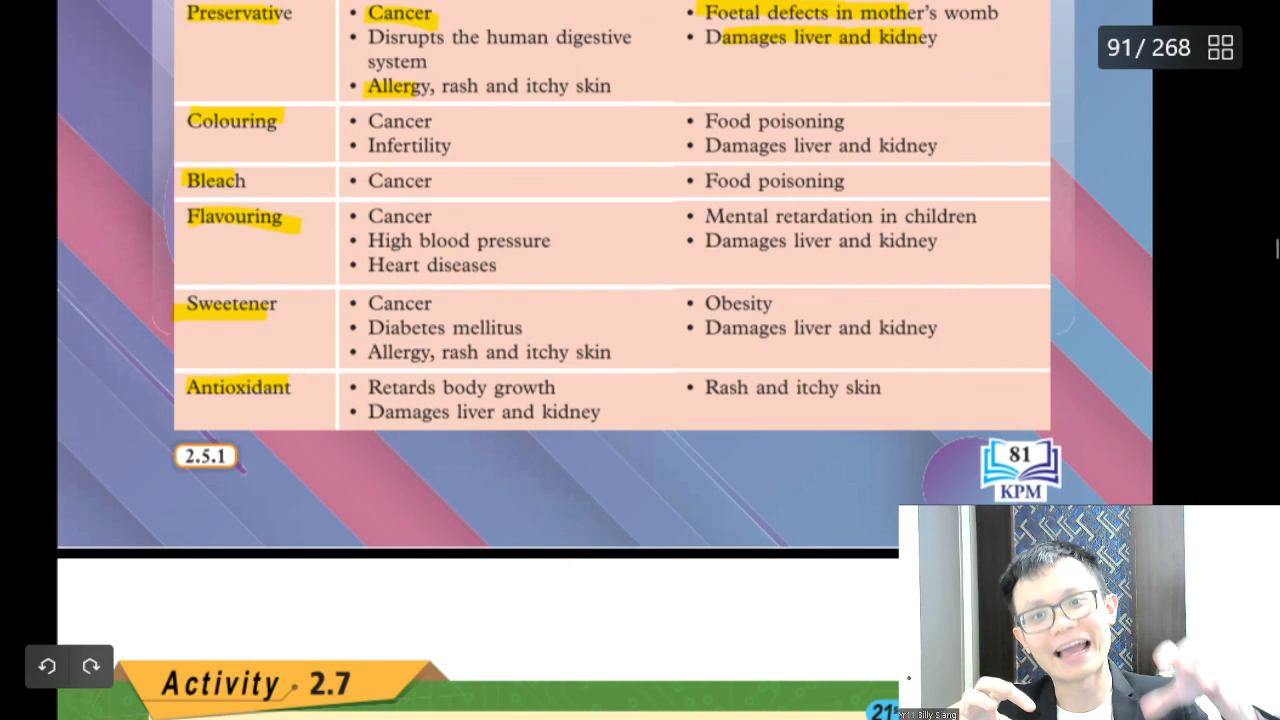 Preservative
• Cancer
• Disrupts the human digestive
system
• Allergy, rash and itchy skin
• Foetal defects in mother's womb
• Damages liver and kidney
91 / 268
Colouring
• Cancer
• Infertility
• Food poisoning
• Damages liver and kidney
Bleach
• Cancer
• Food poisoning
Flavouring
• Cancer
• High blood pressure
• Heart diseases
• Mental retardation in children
• Damages liver and kidney
Sweetener
• Cancer
• Diabetes mellitus
• Allergy, rash and itchy skin
• Obesity
• Damages liver and kidney
Antioxidant
• Retards body growth
• Damages liver and kidney
• Rash and itchy skin
2.5.1
81
KPM
Activity 2.7
Billy Siang